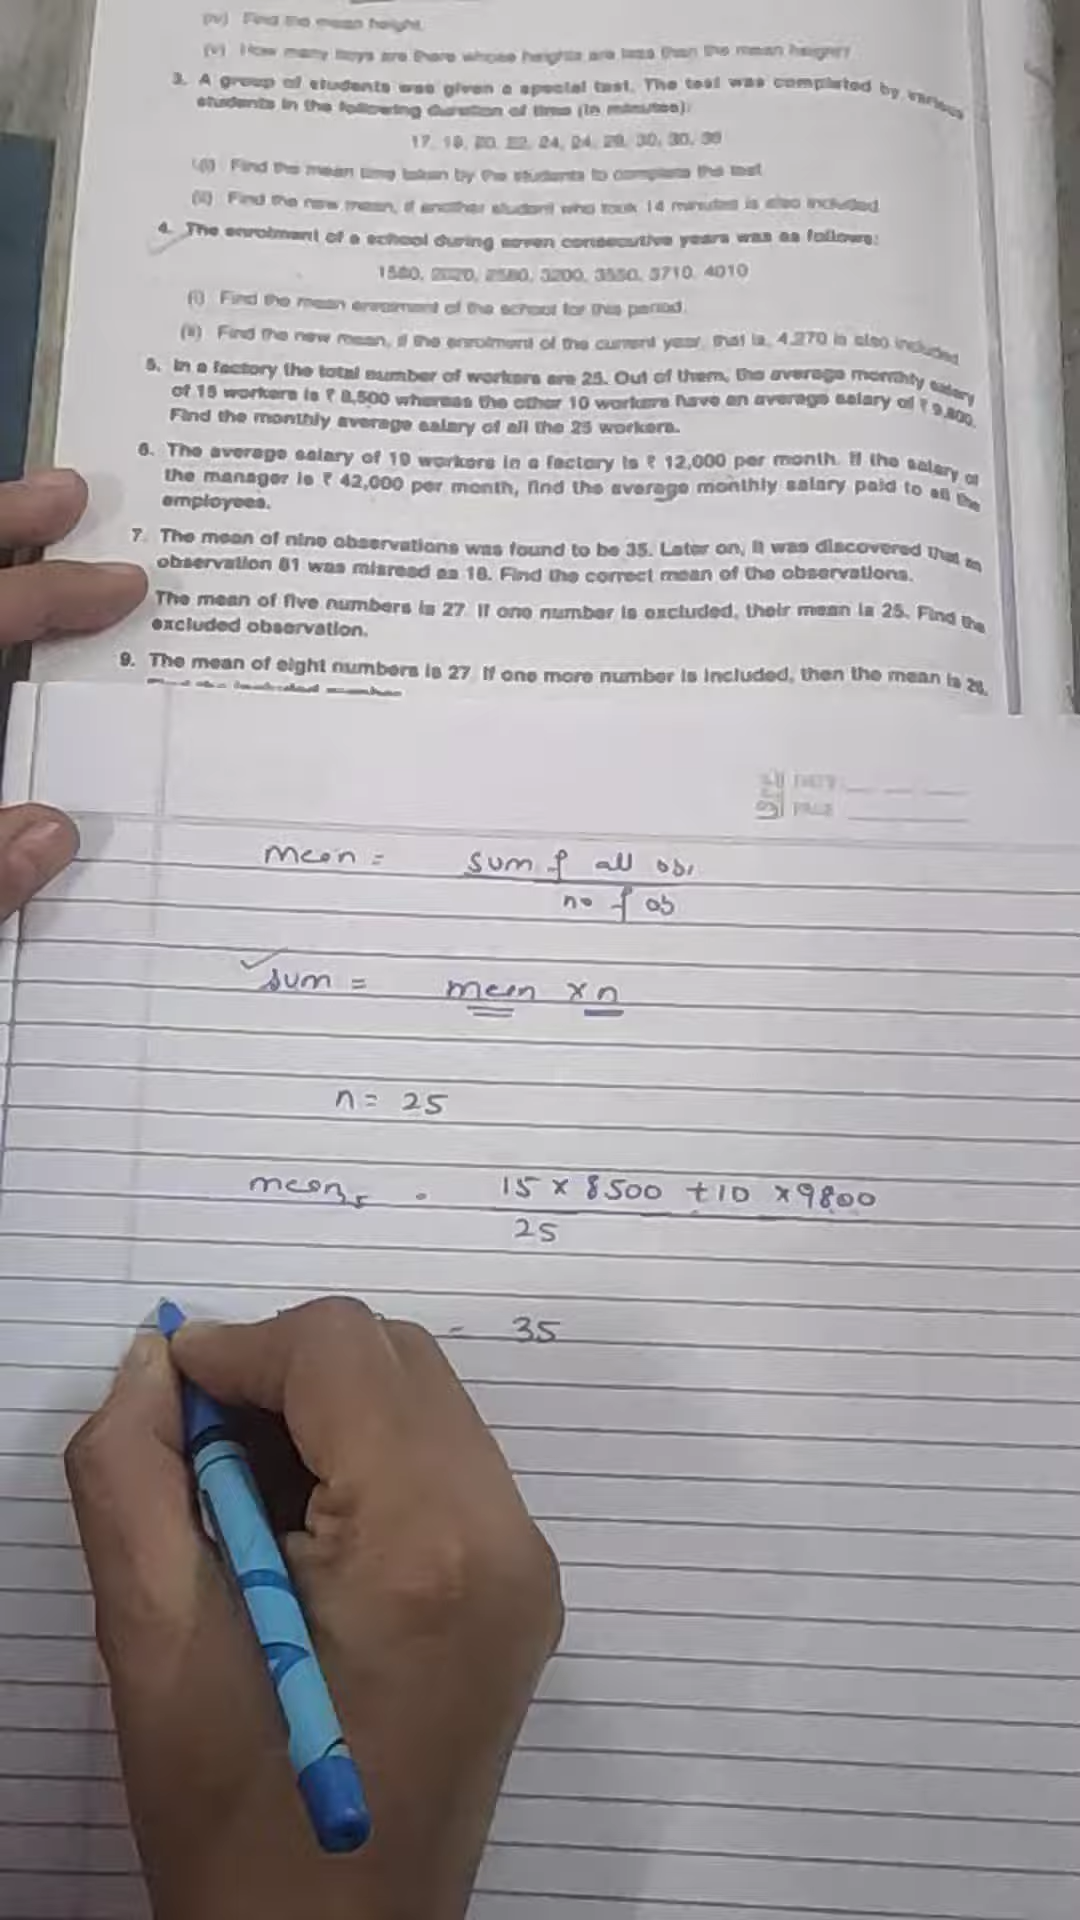 (iv) Find the mean height.
(v) How many boys are there whose heights are less than the mean height?
3. A group of students was given a special test. The test was completed by various
students in the following duration of time (in minutes):
17, 19, 20, 22, 24, 24, 28, 30, 30, 36
(i) Find the mean time taken by the students to complete the test
(ii) Find the new mean, if another student who took 14 minutes is also included
4. The enrolment of a school during seven consecutive years was as follows:
1580, 2020, 2580, 3200, 3550, 3710, 4010
(i) Find the mean enrolment of the school for this period.
(ii) Find the new mean, if the enrolment of the current year, that is, 4,270 is also included
5. In a factory the total number of workers are 25. Out of them, the average monthly salary
of 15 workers is ₹ 8,500 whereas the other 10 workers have an average salary of ₹ 9,800.
Find the monthly average salary of all the 25 workers.
6. The average salary of 19 workers in a factory is ₹ 12,000 per month. If the salary of
the manager is ₹ 42,000 per month, find the average monthly salary paid to all the
employees.
7. The mean of nine observations was found to be 35. Later on, it was discovered that an
observation 81 was misread as 18. Find the correct mean of the observations.
The mean of five numbers is 27. If one number is excluded, their mean is 25. Find the
excluded observation.
9. The mean of eight numbers is 27 If one more number is included, then the mean is 26.
DATE
PAGE
mean = sum of all obs
no of ob
sum = mean x n
n = 25
mean = 15 x 8500 + 10 x 9800
25
= 35